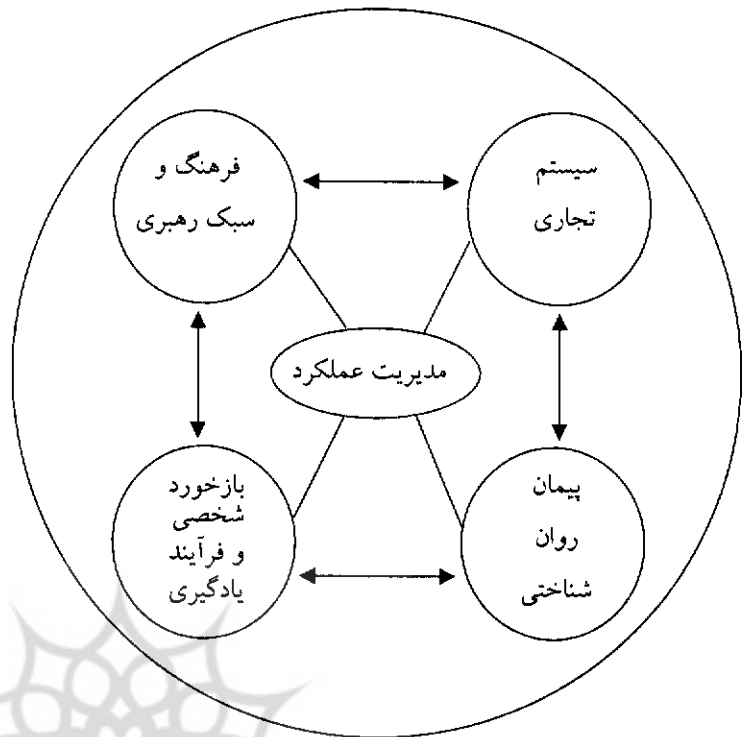 سیستم
تجاری
فرهنگ و
سبک رهبری
مدیریت عملکرد
پیمان
روان
شناختی
بازخورد
شخصی
و فرآیند
یادگیری